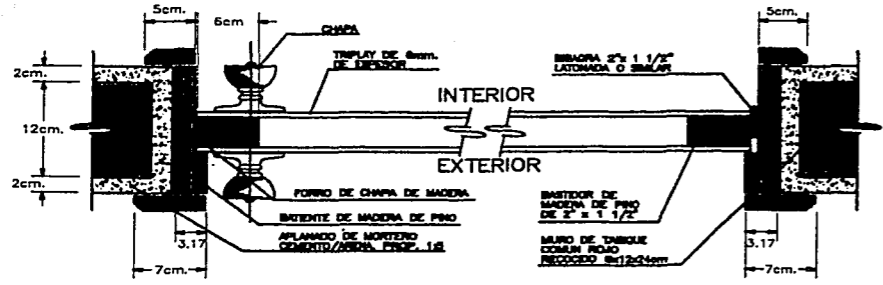 5cm.
6cm
CHAPA
5cm.
TRIPLAY DE 6mm.
DE ESPESOR
BISAGRA 2"x 1 1/2"
LATONADA O SIMILAR
2cm.
INTERIOR
12cm.
EXTERIOR
2cm.
FORRO DE CHAPA DE MADERA
BATIENTE DE MADERA DE PINO
APLANADO DE MORTERO
CEMENTO/ARENA. PROP. 1:5
BASTIDOR DE
MADERA DE PINO
DE 2" x 1 1/2"
MURO DE TABIQUE
COMUN ROJO
RECOCIDO 6x12x24cm
3.17
3.17
7cm.
7cm.